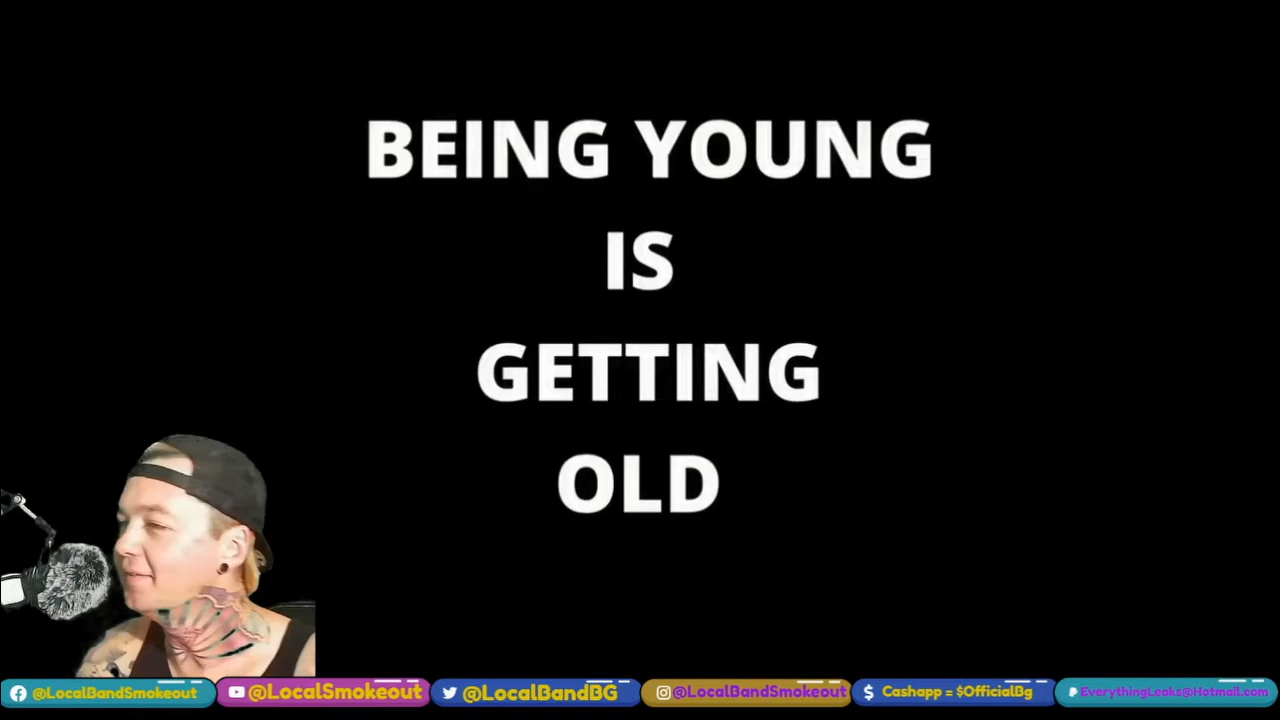 BEING YOUNG
IS
GETTING
OLD
@LocalBandSmokeout
@LocalSmokeout
@LocalBandBG
@LocalBandSmokeout
$ Cashapp = $OfficialBg
EverythingLeaks@Hotmail.com